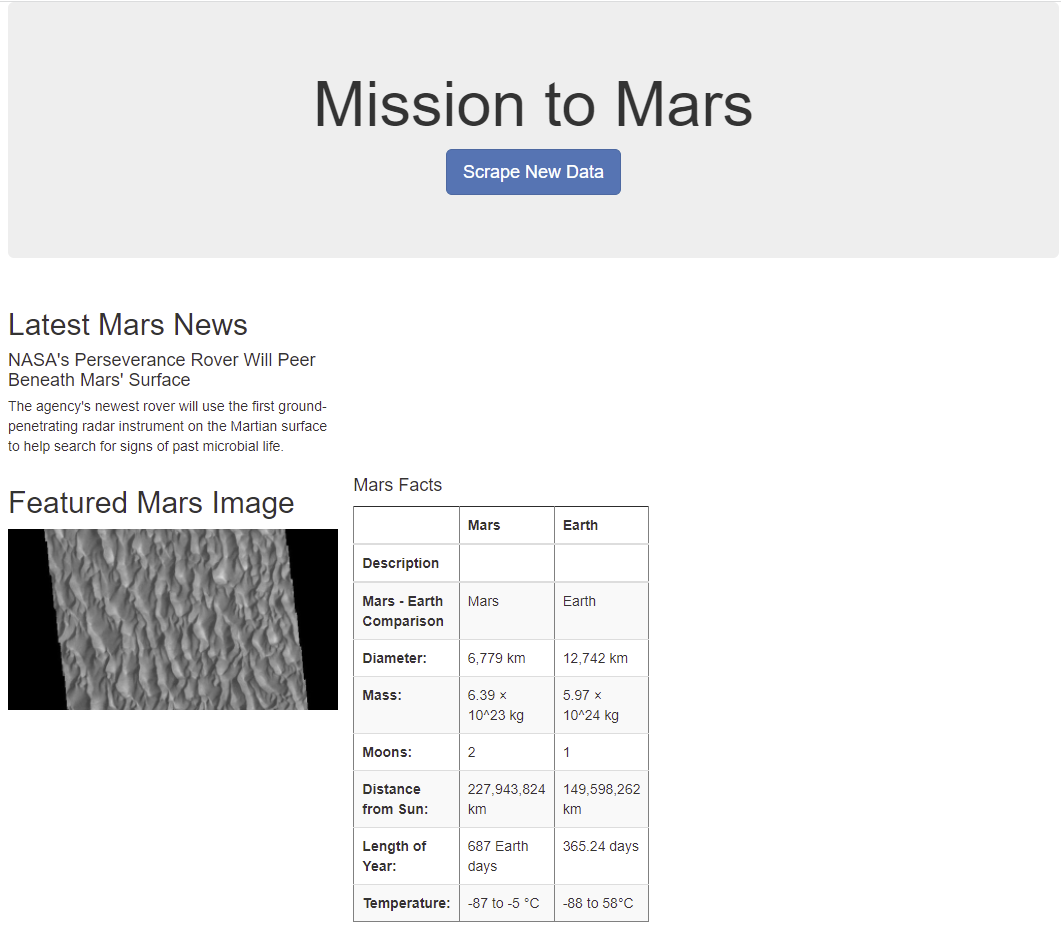 Mission to Mars
Scrape New Data
Latest Mars News
NASA's Perseverance Rover Will Peer
Beneath Mars' Surface
The agency's newest rover will use the first ground-
penetrating radar instrument on the Martian surface
to help search for signs of past microbial life.
Featured Mars Image
Mars Facts
Mars Earth
Description
Mars - Earth Mars Earth
Comparison
Diameter: 6,779 km 12,742 km
Mass: 6.39 × 5.97 ×
10^23 kg 10^24 kg
Moons: 2 1
Distance 227,943,824 149,598,262
from Sun: km km
Length of 687 Earth 365.24 days
Year: days
Temperature: -87 to -5 °C -88 to 58°C